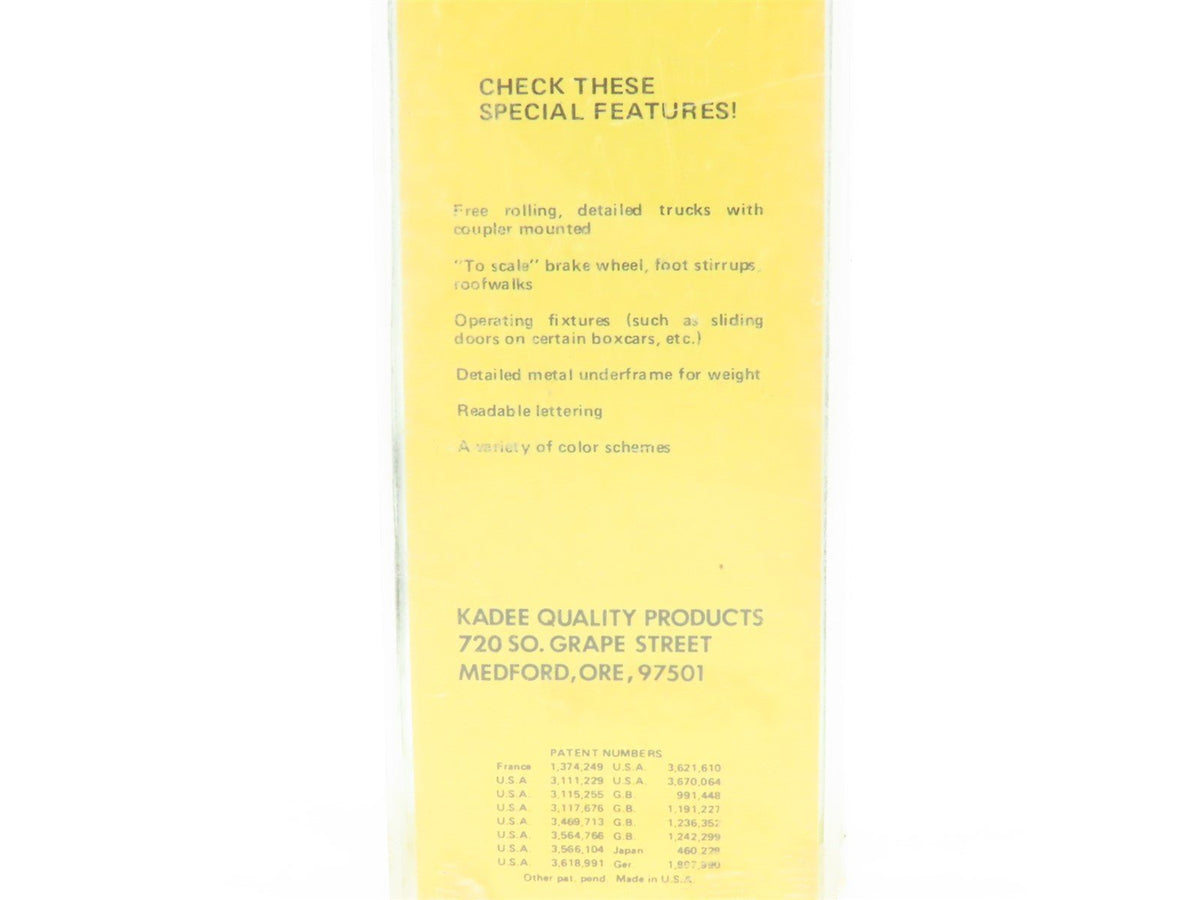 CHECK THESE
SPECIAL FEATURES!
Free rolling, detailed trucks with
coupler mounted
"To scale" brake wheel, foot stirrups,
roofwalks
Operating fixtures (such as sliding
doors on certain boxcars, etc.)
Detailed metal underframe for weight
Readable lettering
A variety of color schemes
KADEE QUALITY PRODUCTS
720 SO. GRAPE STREET
MEDFORD, ORE, 97501
PATENT NUMBERS
France 1,374,249 U.S.A. 3,621,610
U.S.A 3,111,229 U.S.A. 3,670,064
U.S.A. 3,115,255 G.B. 991,448
U.S.A. 3,117,676 G.B. 1,191,227
U.S.A. 3,469,713 G.B. 1,236,352
U.S.A. 3,564,766 G.B. 1,242,299
U.S.A. 3,566,104 Japan 460,229
U.S.A. 3,618,991 Ger
Other pat. pend. Made in U.S.A.